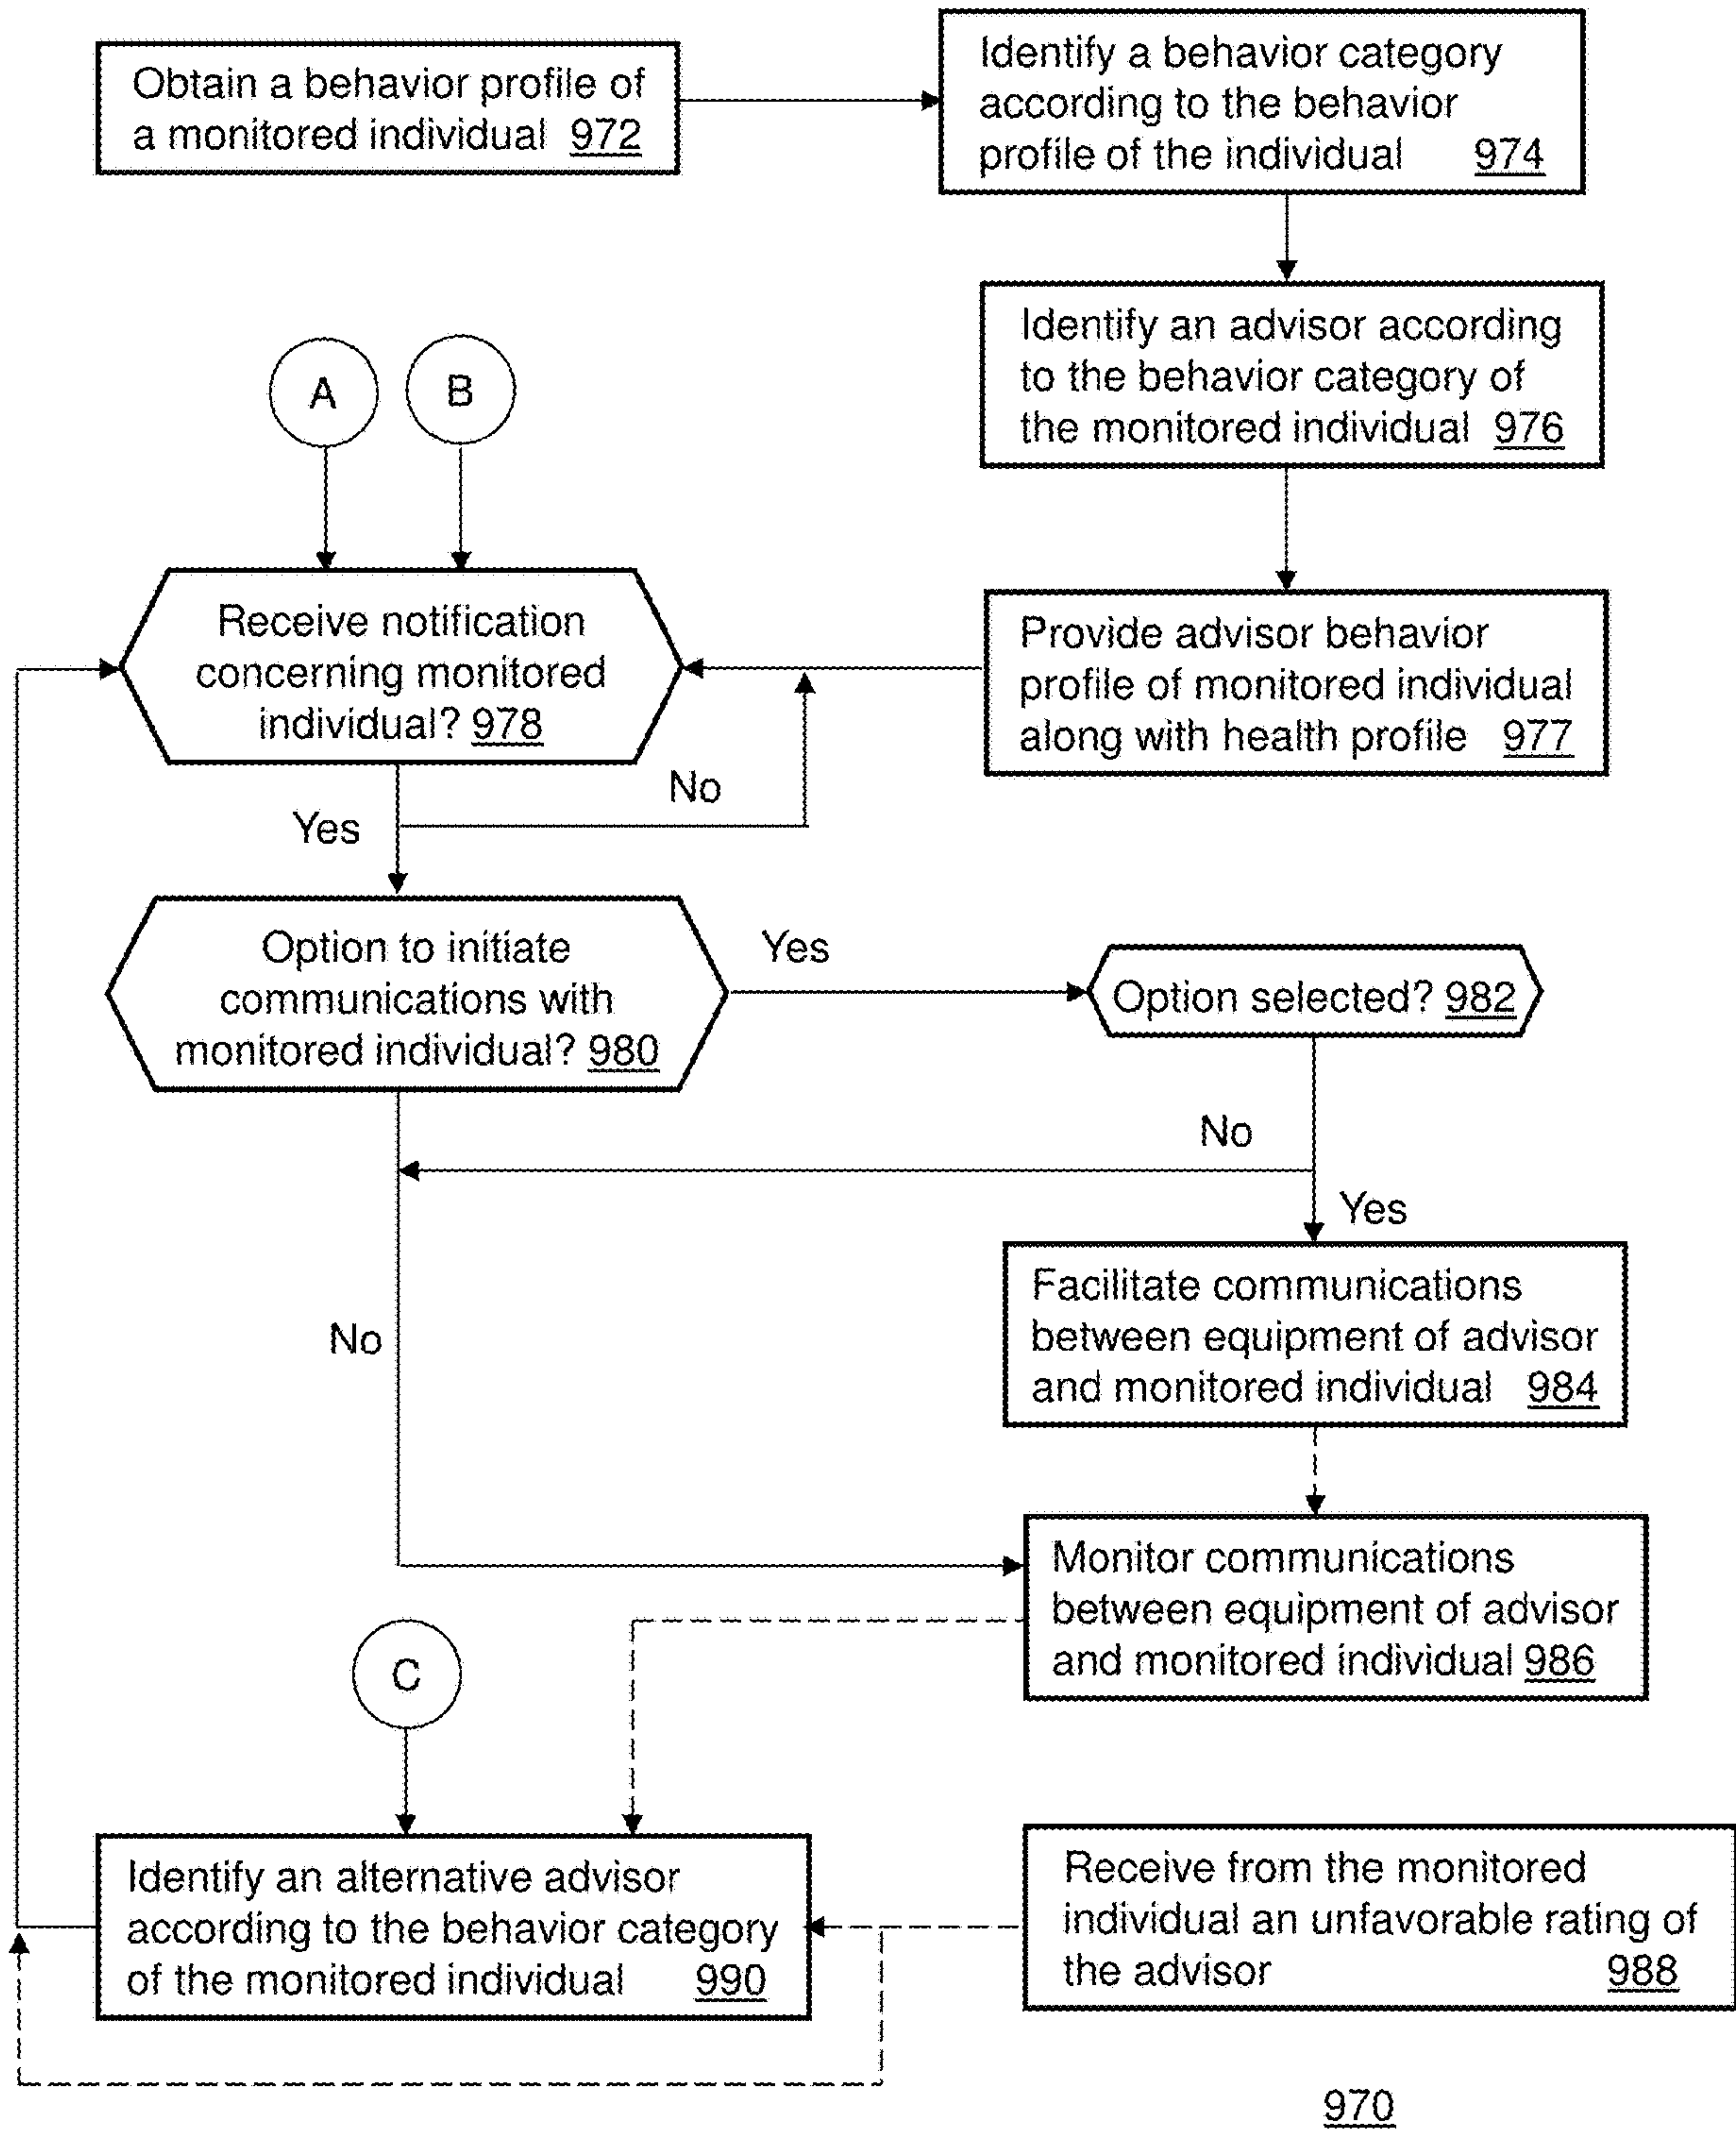 Obtain a behavior profile of
a monitored individual 972
Identify a behavior category
according to the behavior
profile of the individual 974
Identify an advisor according
to the behavior category of
the monitored individual 976
A
B
Receive notification
concerning monitored
individual? 978
Provide advisor behavior
profile of monitored individual
along with health profile 977
No
Yes
Option to initiate
communications with
monitored individual? 980
Yes
Option selected? 982
No
Yes
No
Facilitate communications
between equipment of advisor
and monitored individual 984
Monitor communications
between equipment of advisor
and monitored individual 986
C
Identify an alternative advisor
according to the behavior category
of the monitored individual 990
Receive from the monitored
individual an unfavorable rating of
the advisor 988
970